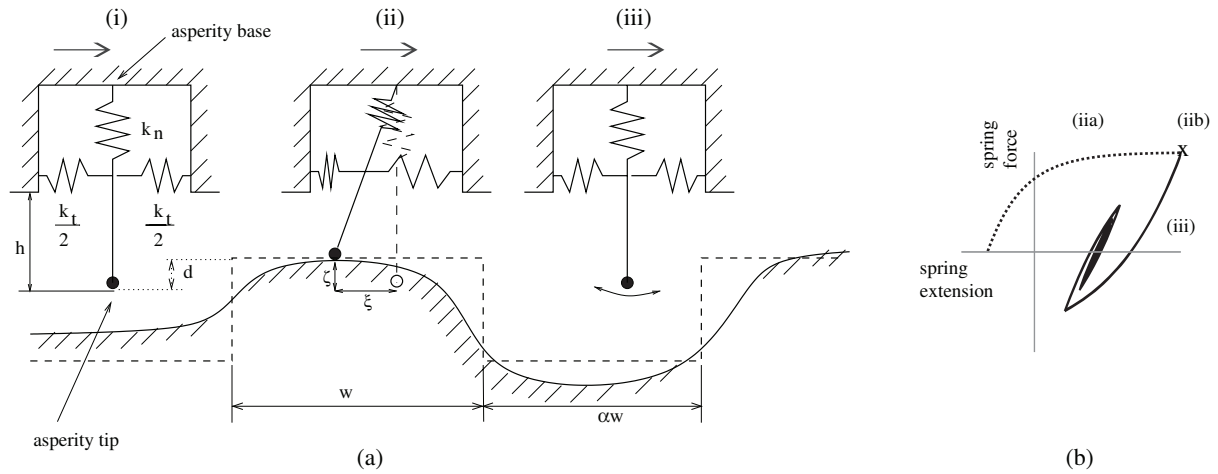 (i)
(ii)
(iii)
asperity base
k_n
k_t/2
k_t/2
h
d
ζ
ξ
w
αw
asperity tip
(a)
spring
force
(iia)
(iib)
x
(iii)
spring
extension
(b)